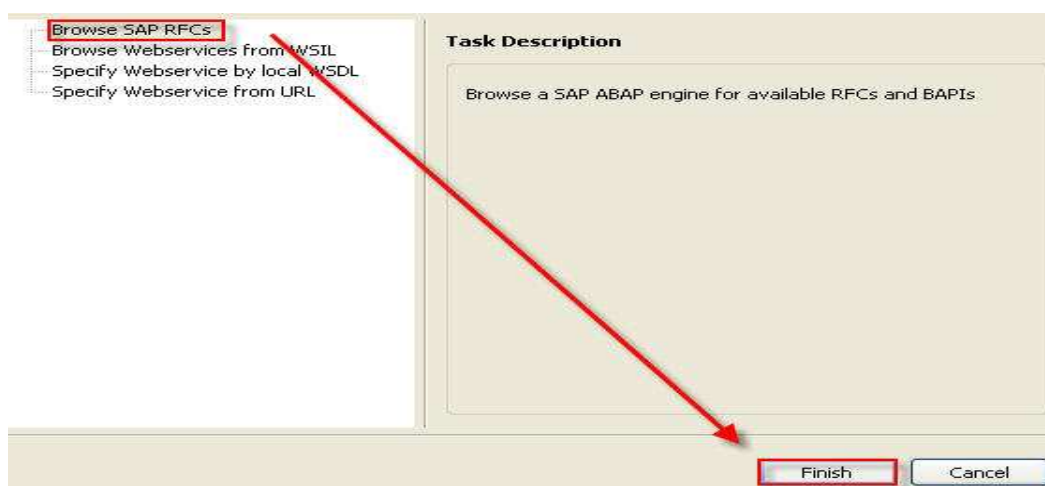 Browse SAP RFCs
Browse Webservices from WSIL
Specify Webservice by local WSDL
Specify Webservice from URL
Task Description
Browse a SAP ABAP engine for available RFCs and BAPIs
Finish
Cancel